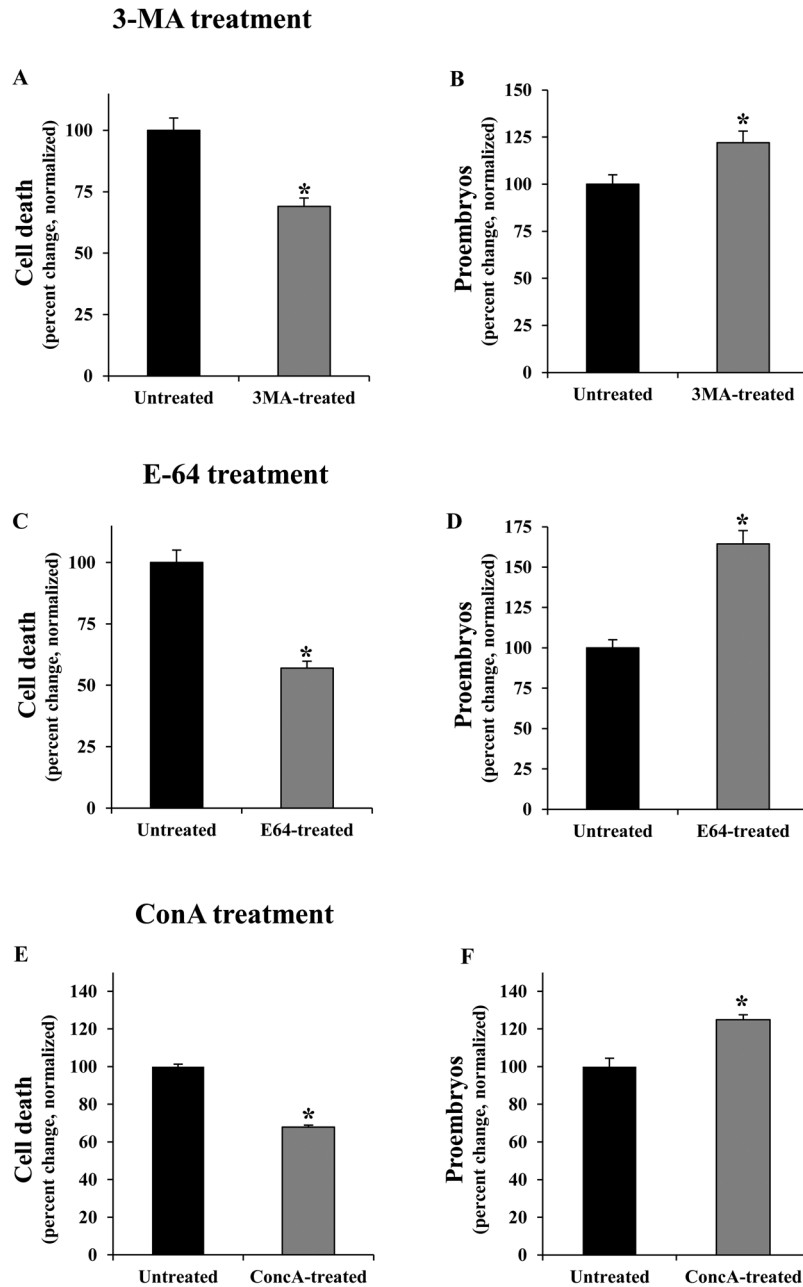 3-MA treatment
A
Cell death
(percent change, normalized)
100
75
50
25
0
*
Untreated
3MA-treated
B
Proembryos
(percent change, normalized)
150
125
100
75
50
25
0
*
Untreated
3MA-treated
E-64 treatment
C
Cell death
(percent change, normalized)
100
75
50
25
0
*
Untreated
E64-treated
D
Proembryos
(percent change, normalized)
175
150
125
100
75
50
25
0
*
Untreated
E64-treated
ConA treatment
E
Cell death
(percent change, normalized)
140
120
100
80
60
40
20
0
*
Untreated
ConcA-treated
F
Proembryos
(percent change, normalized)
140
120
100
80
60
40
20
0
*
Untreated
ConcA-treated